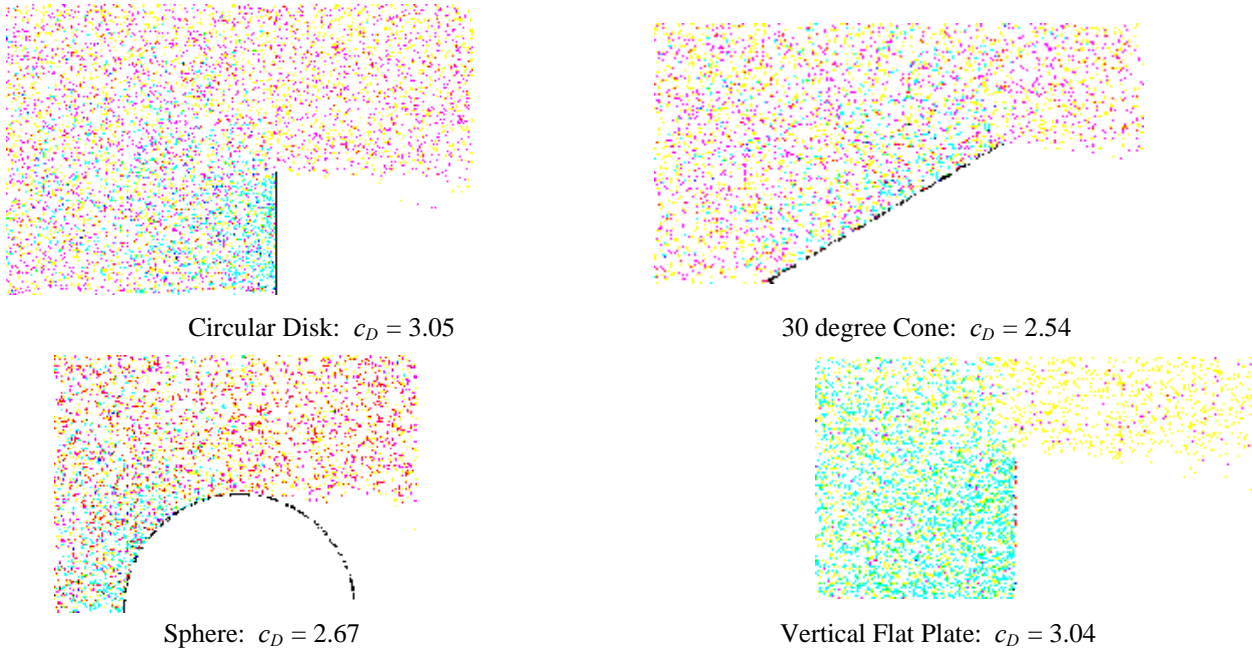 Circular Disk: c_D = 3.05
30 degree Cone: c_D = 2.54
Sphere: c_D = 2.67
Vertical Flat Plate: c_D = 3.04